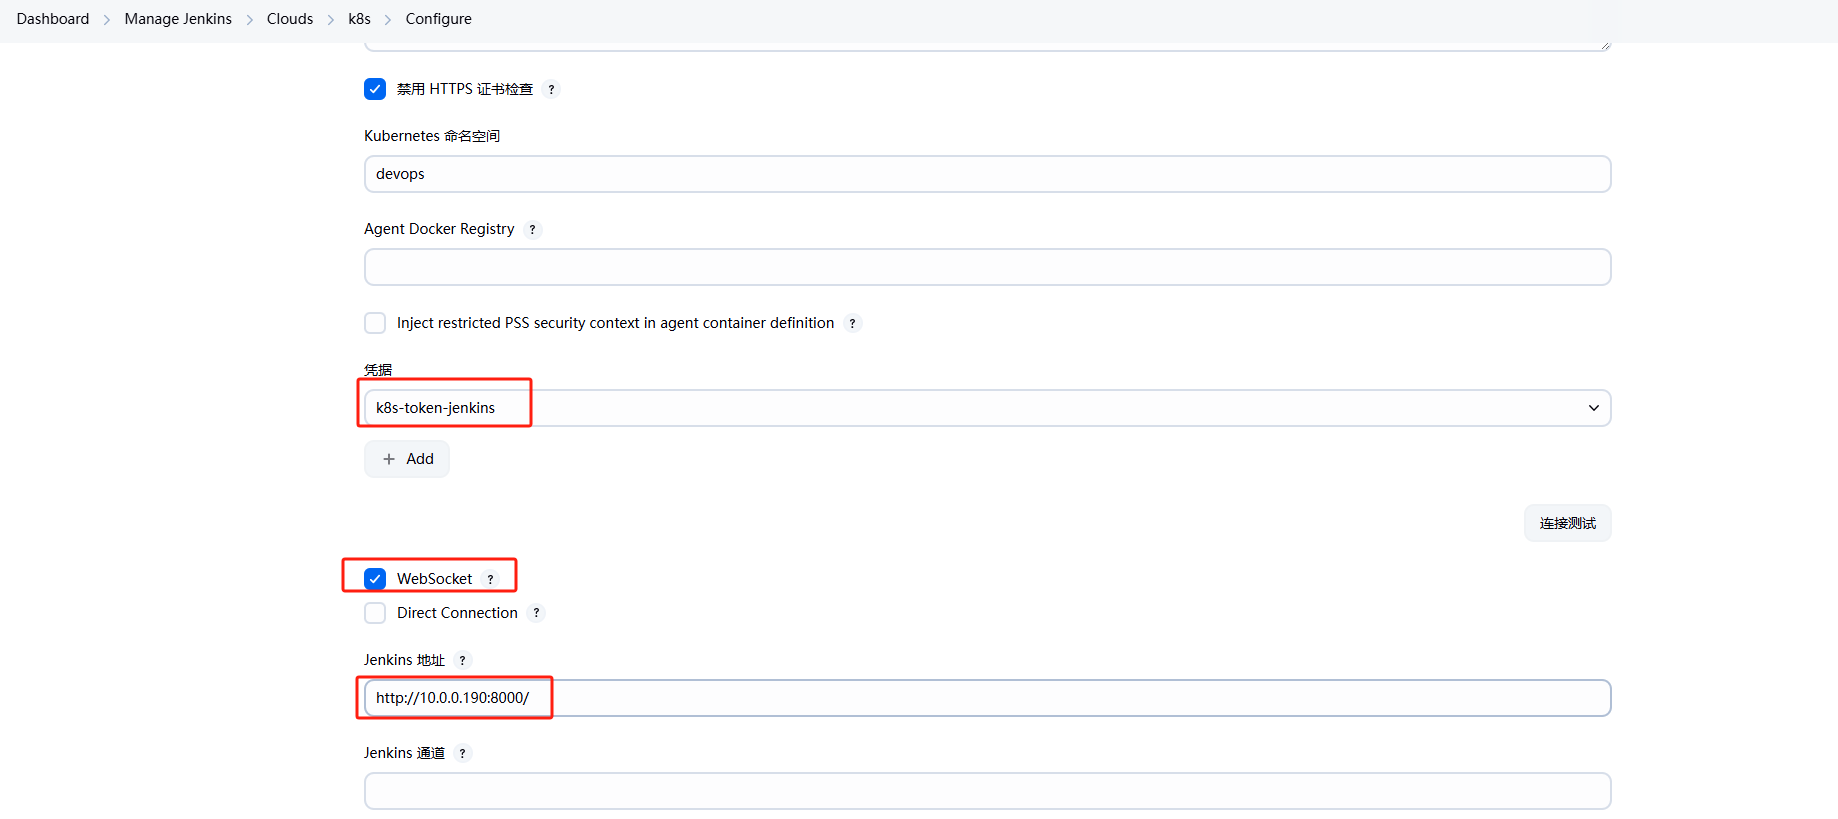 Dashboard > Manage Jenkins > Clouds > k8s > Configure
禁用 HTTPS 证书检查 ?
Kubernetes 命名空间
devops
Agent Docker Registry ?
Inject restricted PSS security context in agent container definition ?
凭据
k8s-token-jenkins
+ Add
连接测试
WebSocket ?
Direct Connection ?
Jenkins 地址 ?
http://10.0.0.190:8000/
Jenkins 通道 ?